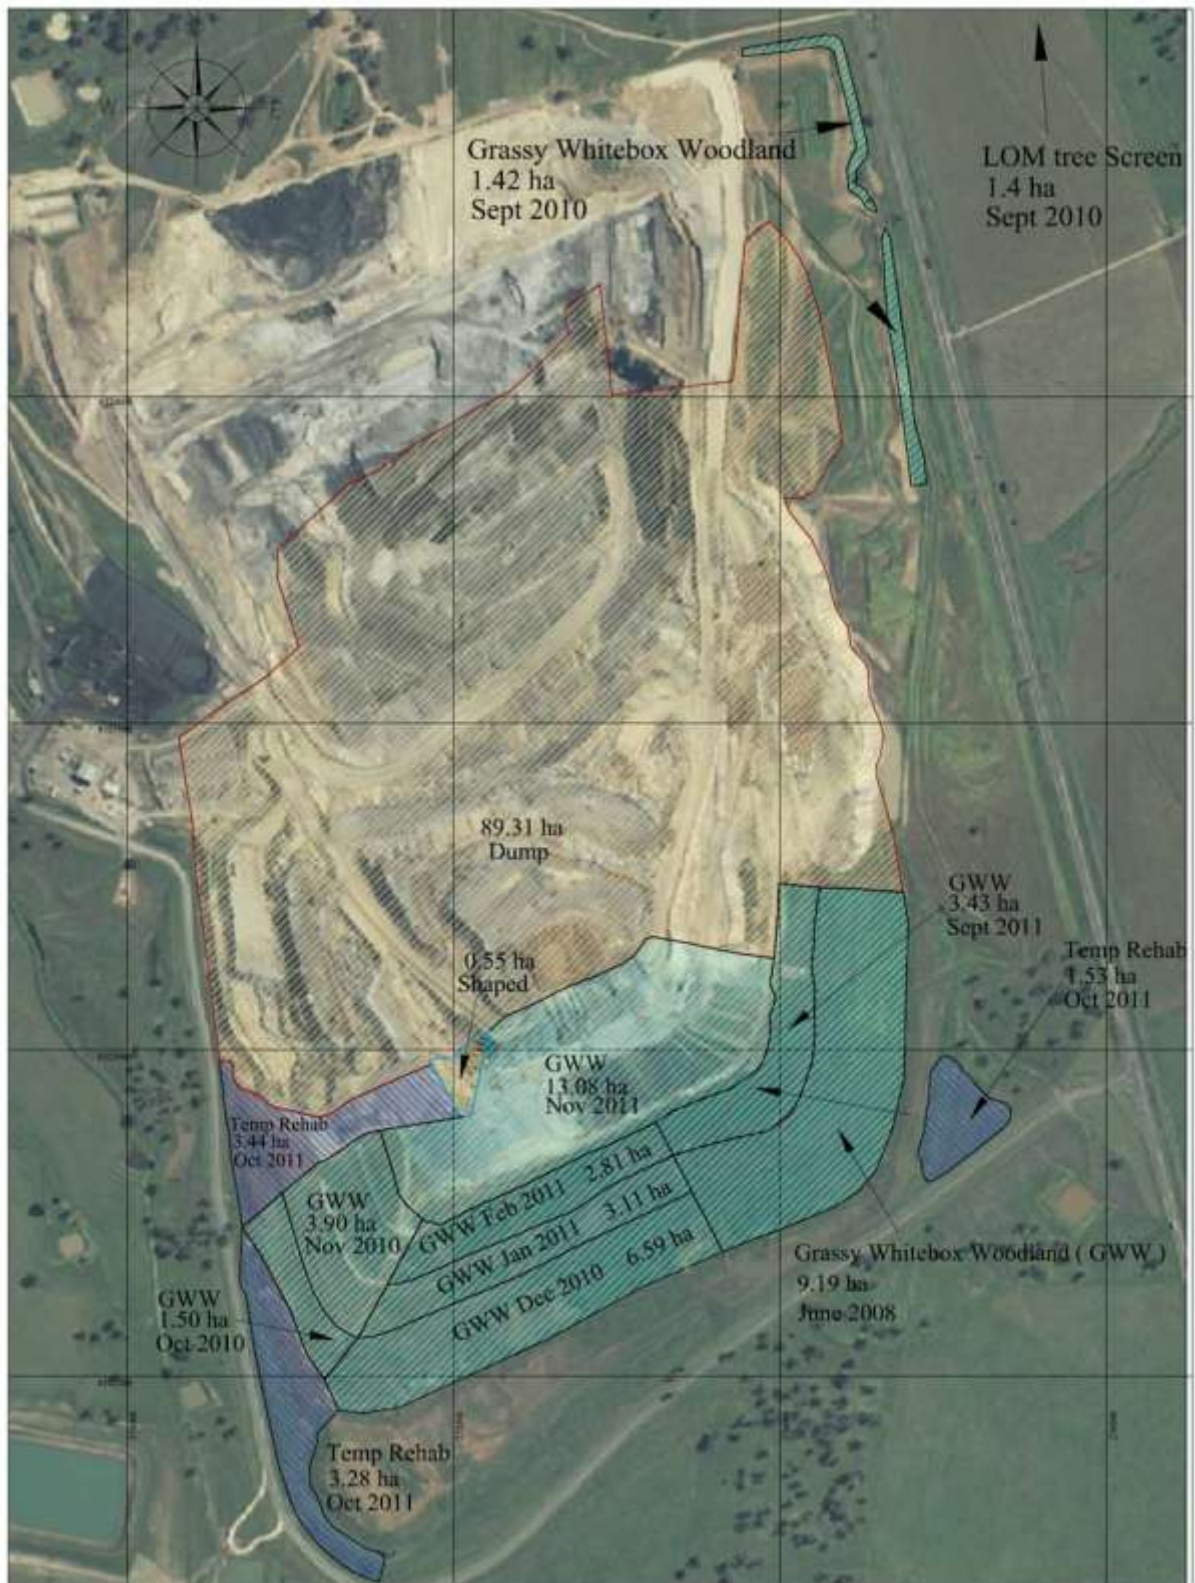 E
Grassy Whitebox Woodland
1.42 ha
Sept 2010
LOM tree Screen
1.4 ha
Sept 2010
89.31 ha
Dump
GWW
3.43 ha
Sept 2011
Temp Rehab
1.53 ha
Oct 2011
0.55 ha
Shaped
GWW
13.08 ha
Nov 2011
Temp Rehab
3.44 ha
Oct 2011
GWW
3.90 ha
Nov 2010
GWW Feb 2011 2.81 ha
GWW Jan 2011 3.11 ha
GWW Dec 2010 6.59 ha
Grassy Whitebox Woodland ( GWW )
9.19 ha
June 2008
GWW
1.50 ha
Oct 2010
Temp Rehab
3.28 ha
Oct 2011